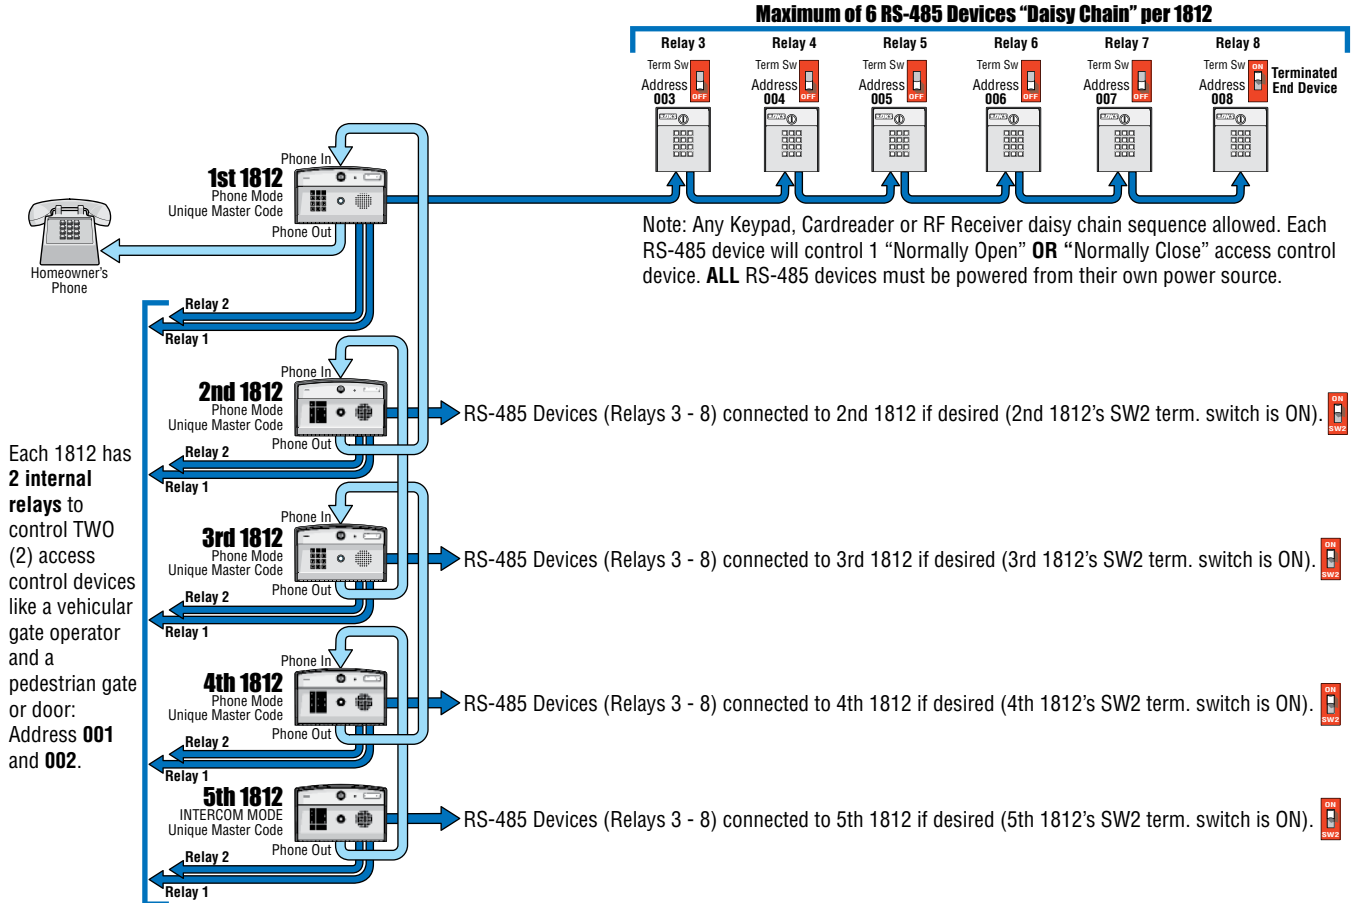 Maximum of 6 RS-485 Devices “Daisy Chain” per 1812
Relay 3
Relay 4
Relay 5
Relay 6
Relay 7
Relay 8
Term Sw
Address
003
OFF
Term Sw
Address
004
OFF
Term Sw
Address
005
OFF
Term Sw
Address
006
OFF
Term Sw
Address
007
OFF
Term Sw
Address
008
ON
Terminated
End Device
Phone In
1st 1812
Phone Mode
Unique Master Code
Phone Out
Homeowner's
Phone
Note: Any Keypad, Cardreader or RF Receiver daisy chain sequence allowed. Each
RS-485 device will control 1 “Normally Open” OR “Normally Close” access control
device. ALL RS-485 devices must be powered from their own power source.
Relay 2
Relay 1
Phone In
2nd 1812
Phone Mode
Unique Master Code
Phone Out
RS-485 Devices (Relays 3 - 8) connected to 2nd 1812 if desired (2nd 1812's SW2 term. switch is ON).
ON
SW2
Relay 2
Relay 1
Each 1812 has
2 internal
relays to
control TWO
(2) access
control devices
like a vehicular
gate operator
and a
pedestrian gate
or door:
Address 001
and 002.
Phone In
3rd 1812
Phone Mode
Unique Master Code
Phone Out
RS-485 Devices (Relays 3 - 8) connected to 3rd 1812 if desired (3rd 1812's SW2 term. switch is ON).
ON
SW2
Relay 2
Relay 1
Phone In
4th 1812
Phone Mode
Unique Master Code
Phone Out
RS-485 Devices (Relays 3 - 8) connected to 4th 1812 if desired (4th 1812's SW2 term. switch is ON).
ON
SW2
Relay 2
Relay 1
5th 1812
INTERCOM MODE
Unique Master Code
Phone Out
RS-485 Devices (Relays 3 - 8) connected to 5th 1812 if desired (5th 1812's SW2 term. switch is ON).
ON
SW2
Relay 2
Relay 1